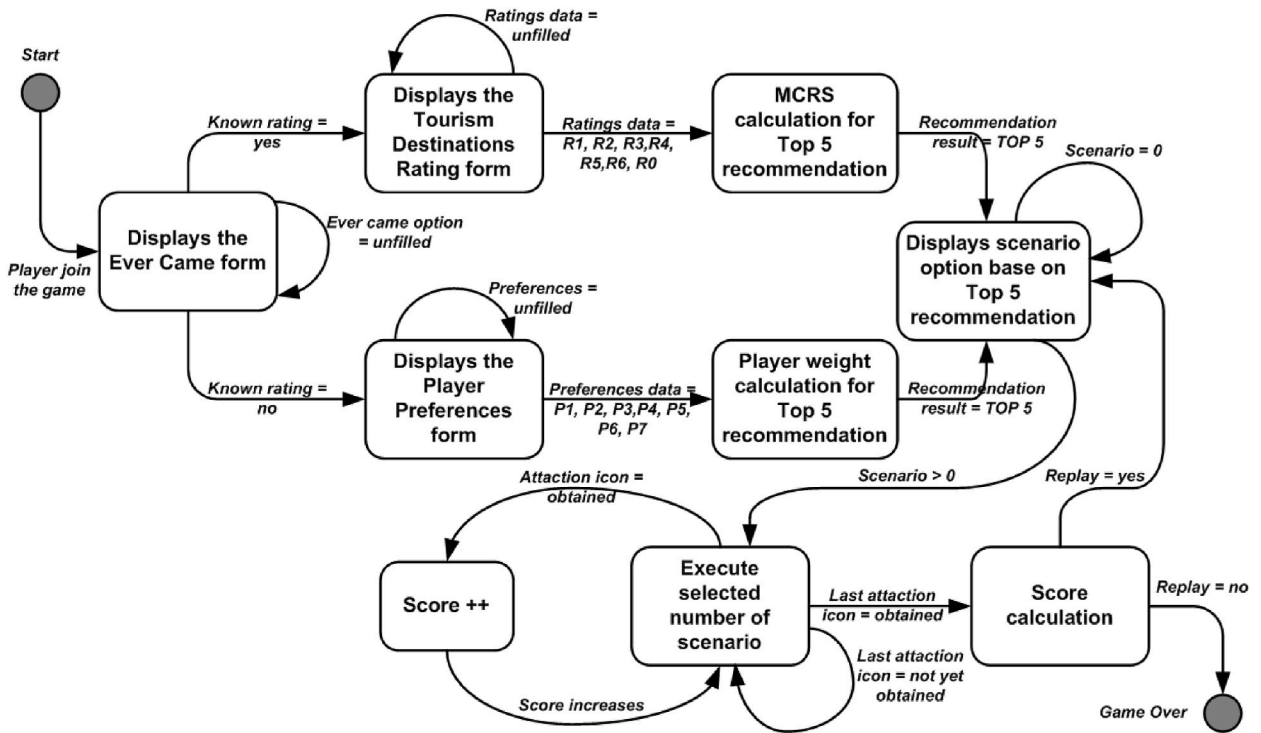 Start
Player join
the game
Displays the
Ever Came form
Ever came option
= unfilled
Known rating =
yes
Ratings data =
unfilled
Displays the
Tourism
Destinations
Rating form
Ratings data =
R1, R2, R3,R4,
R5,R6, R0
MCRS
calculation for
Top 5
recommendation
Recommendation
result = TOP 5
Scenario = 0
Displays scenario
option base on
Top 5
recommendation
Known rating =
no
Preferences =
unfilled
Displays the
Player
Preferences
form
Preferences data =
P1, P2, P3,P4, P5,
P6, P7
Player weight
calculation for
Top 5
recommendation
Recommendation
result = TOP 5
Scenario > 0
Replay = yes
Attaction icon =
obtained
Score ++
Score increases
Execute
selected
number of
scenario
Last attaction
icon = obtained
Last attaction
icon = not yet
obtained
Score
calculation
Replay = no
Game Over